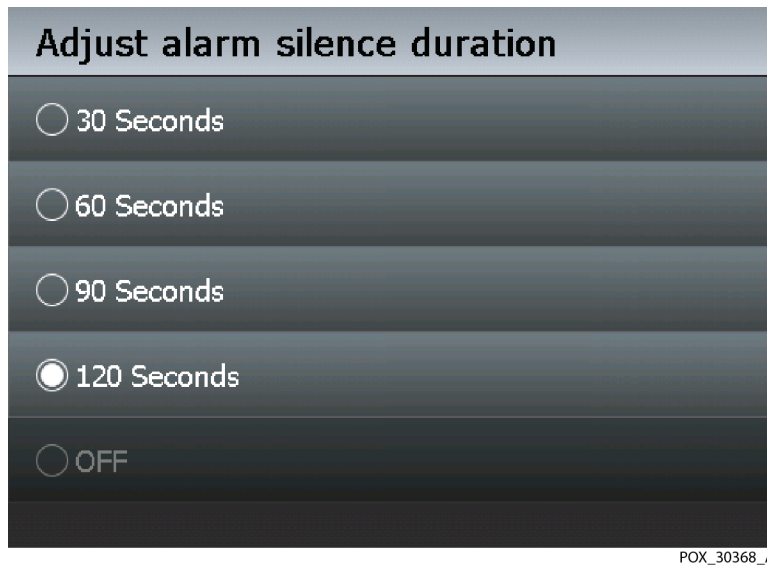 Adjust alarm silence duration
30 Seconds
60 Seconds
90 Seconds
120 Seconds
OFF
POX_30368_